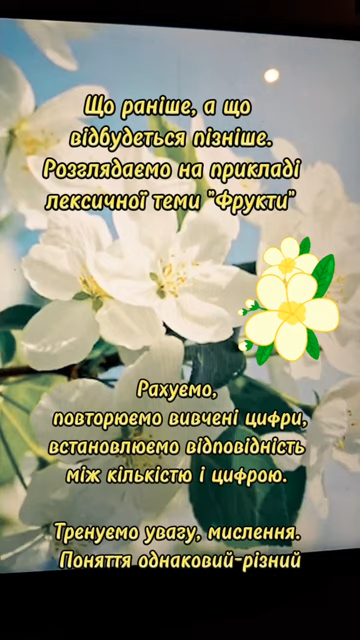 Що раніше, а що
відбудеться пізніше.
Розглядаємо на прикладі
лексичної теми "Фрукти"
Рахуємо,
повторюємо вивчені цифри,
встановлюємо відповідність
між кількістю і цифрою.
Тренуємо увагу, мислення.
Поняття однаковий-різний